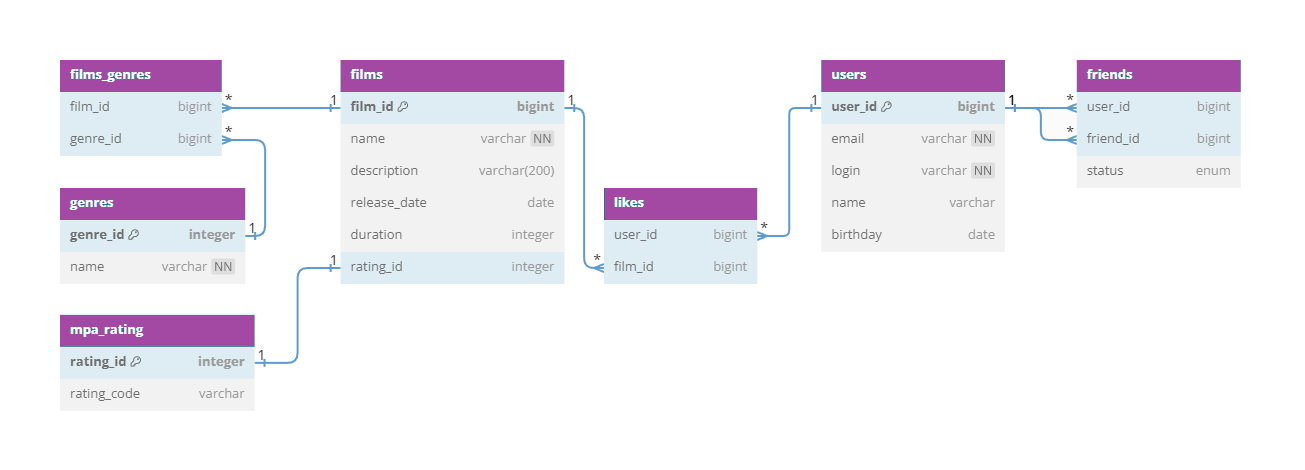 films_genres
film_id bigint
genre_id bigint
* 1
*
genres
genre_id integer
name varchar NN
1
mpa_rating
rating_id integer
rating_code varchar
1
films
film_id bigint
name varchar NN
description varchar(200)
release_date date
duration integer
rating_id integer
1
1
likes
user_id bigint
film_id bigint
*
*
users
user_id bigint
email varchar NN
login varchar NN
name varchar
birthday date
1
1
friends
user_id bigint
friend_id bigint
status enum
*
*